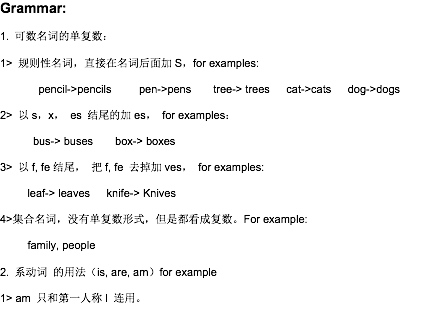 Grammar:
1. 可数名词的单复数：
1> 规则性名词，直接在名词后面加 S，for examples:
pencil->pencils pen->pens tree-> trees cat->cats dog->dogs
2> 以 s，x， es 结尾的加 es， for examples：
bus-> buses box-> boxes
3> 以 f, fe 结尾， 把 f, fe 去掉加 ves， for examples:
leaf-> leaves knife-> Knives
4>集合名词，没有单复数形式，但是都看成复数。For example:
family, people
2. 系动词 的用法（is, are, am）for example
1> am 只和第一人称 I 连用。